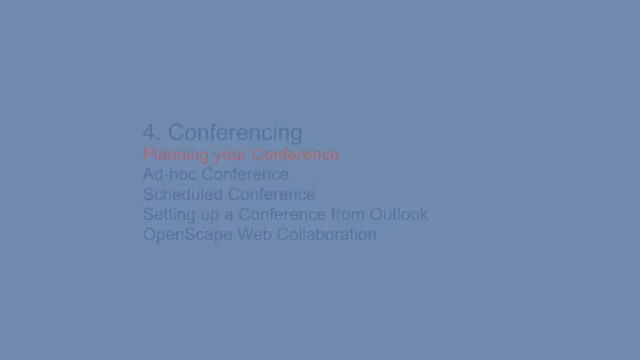 4. Conferencing
Planning your Conference
Ad-hoc Conference
Scheduled Conference
Setting up a Conference from Outlook
OpenScape Web Collaboration